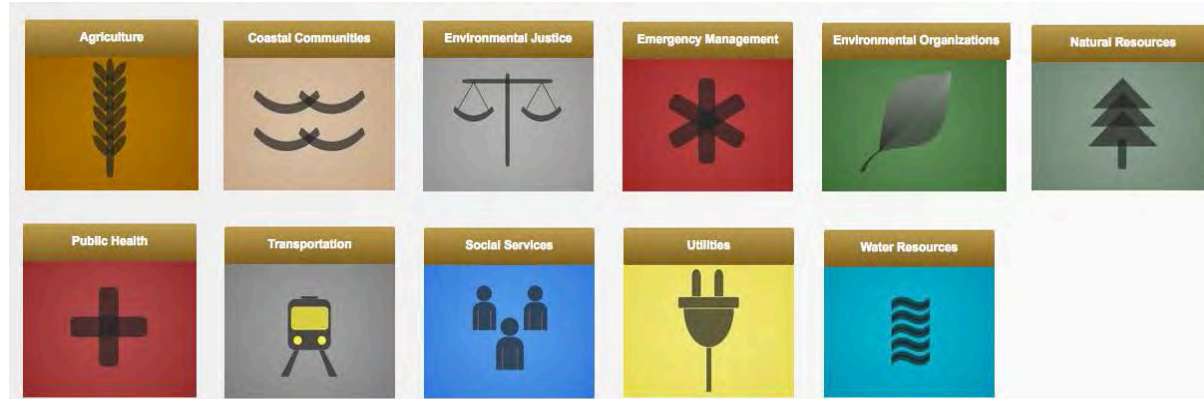 Agriculture
Coastal Communities
Environmental Justice
Emergency Management
Environmental Organizations
Natural Resources
Public Health
Transportation
Social Services
Utilities
Water Resources